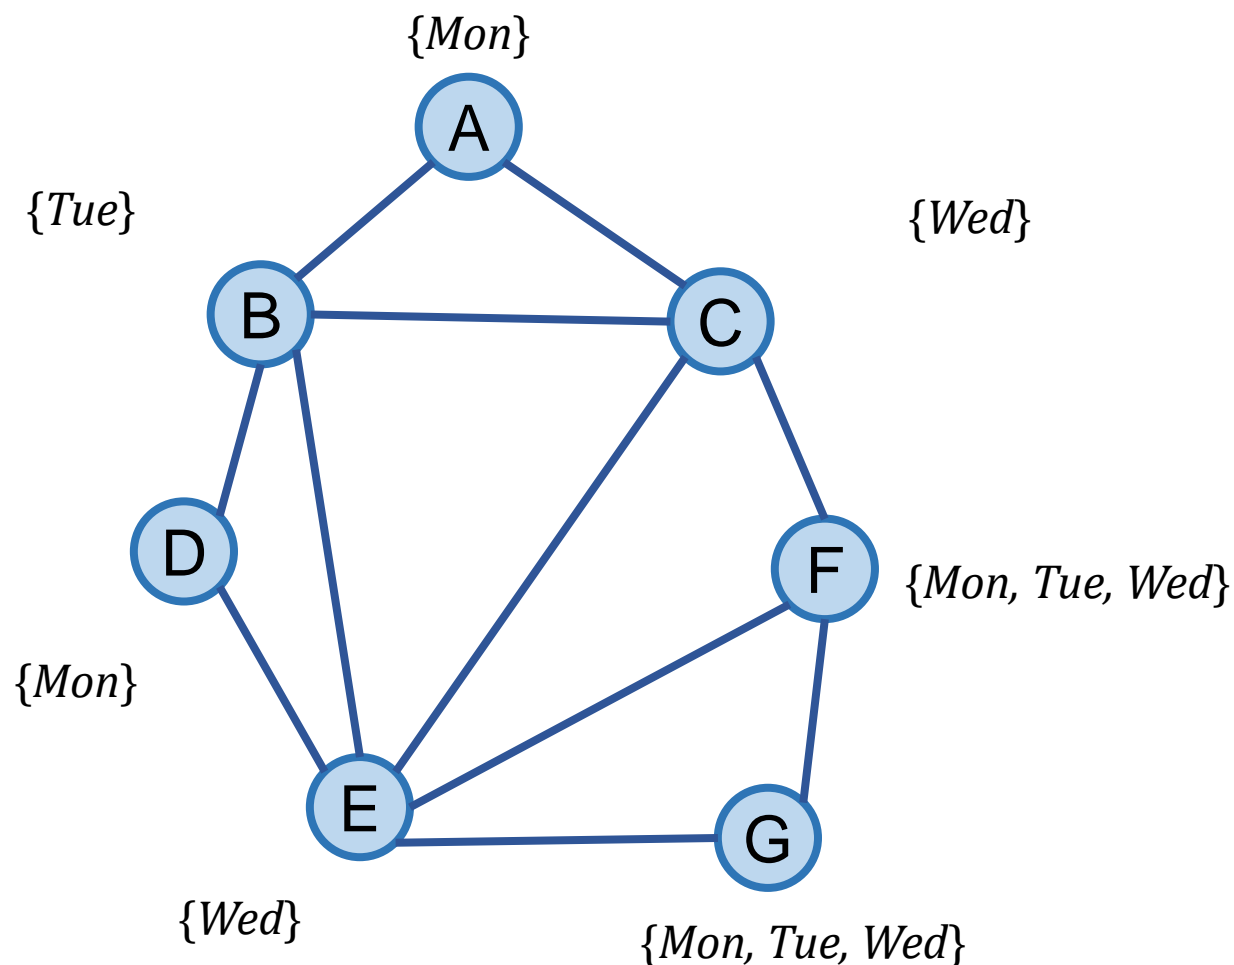 {Mon}
A
{Tue}
{Wed}
B
C
D
F
{Mon, Tue, Wed}
{Mon}
E
G
{Wed}
{Mon, Tue, Wed}